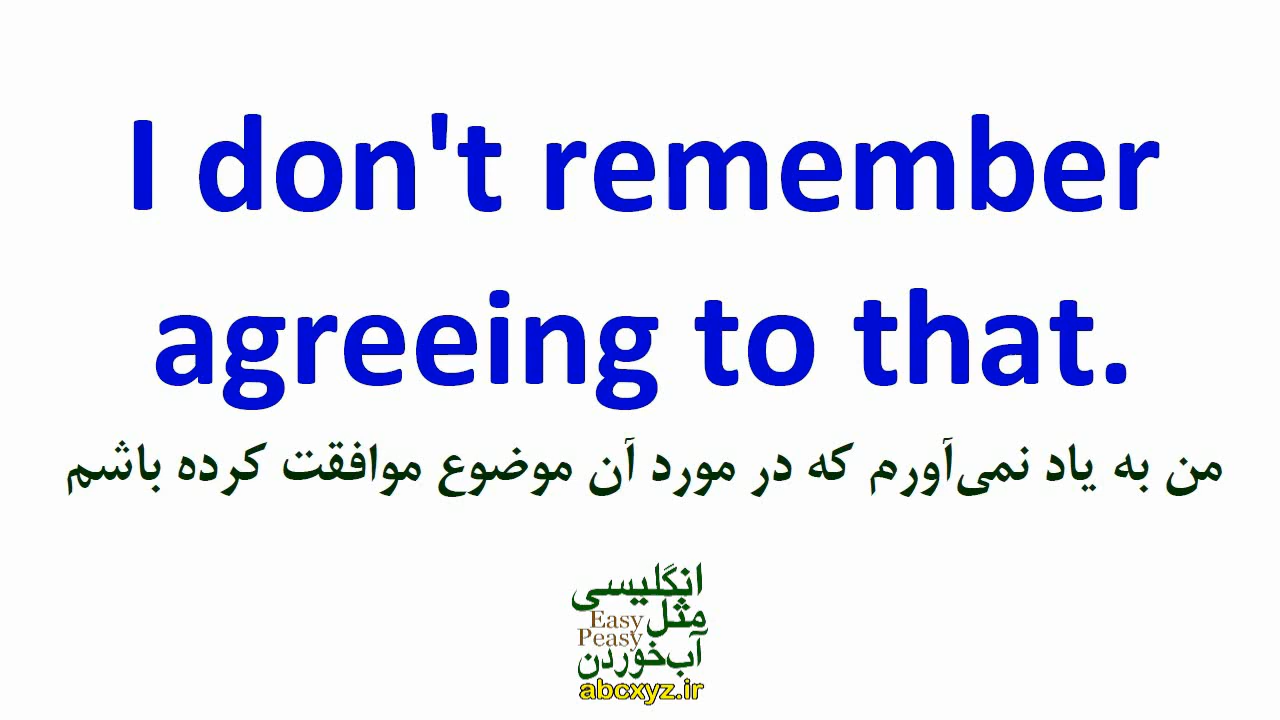 I don't remember
agreeing to that.
من به یاد نمی‌آورم که در مورد آن موضوع موافقت کرده باشم
انگلیسی
مثل
Easy
Peasy
آب‌خوردن
abcxyz.ir